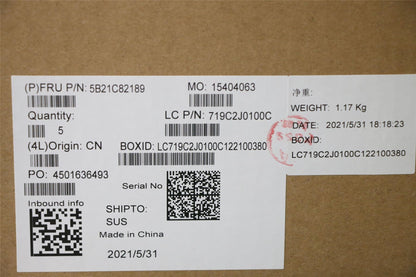 (P)FRU P/N: 5B21C82189
MO: 15404063
Quantity:
5
LC P/N: 719C2J0100C
(4L)Origin: CN
BOXID: LC719C2J0100C122100380
PO: 4501636493
Serial No
Inbound info
SHIPTO:
SUS
Made in China
2021/5/31
净重:
WEIGHT: 1.17 Kg
DATE: 2021/5/31 18:18:23
BOXID:
LC719C2J0100C122100380